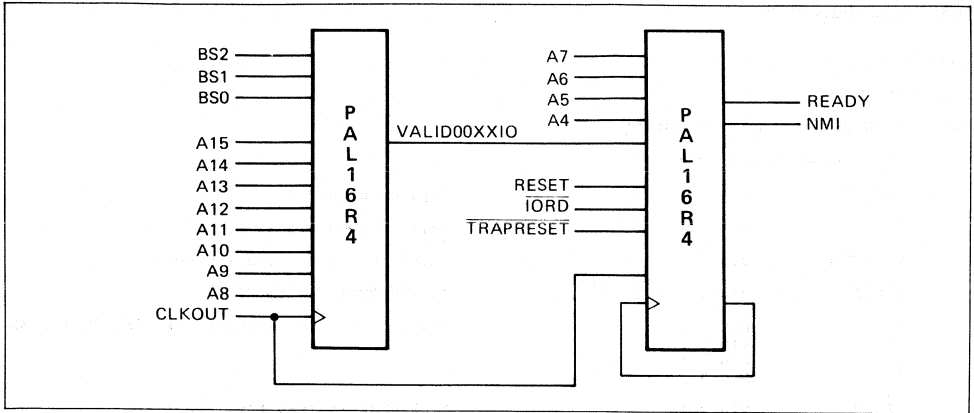 BS2
BS1
BS0
A15
A14
A13
A12
A11
A10
A9
A8
CLKOUT
PAL16R4
VALID00XXIO
A7
A6
A5
A4
RESET
IORD
TRAPRESET
PAL16R4
READY
NMI